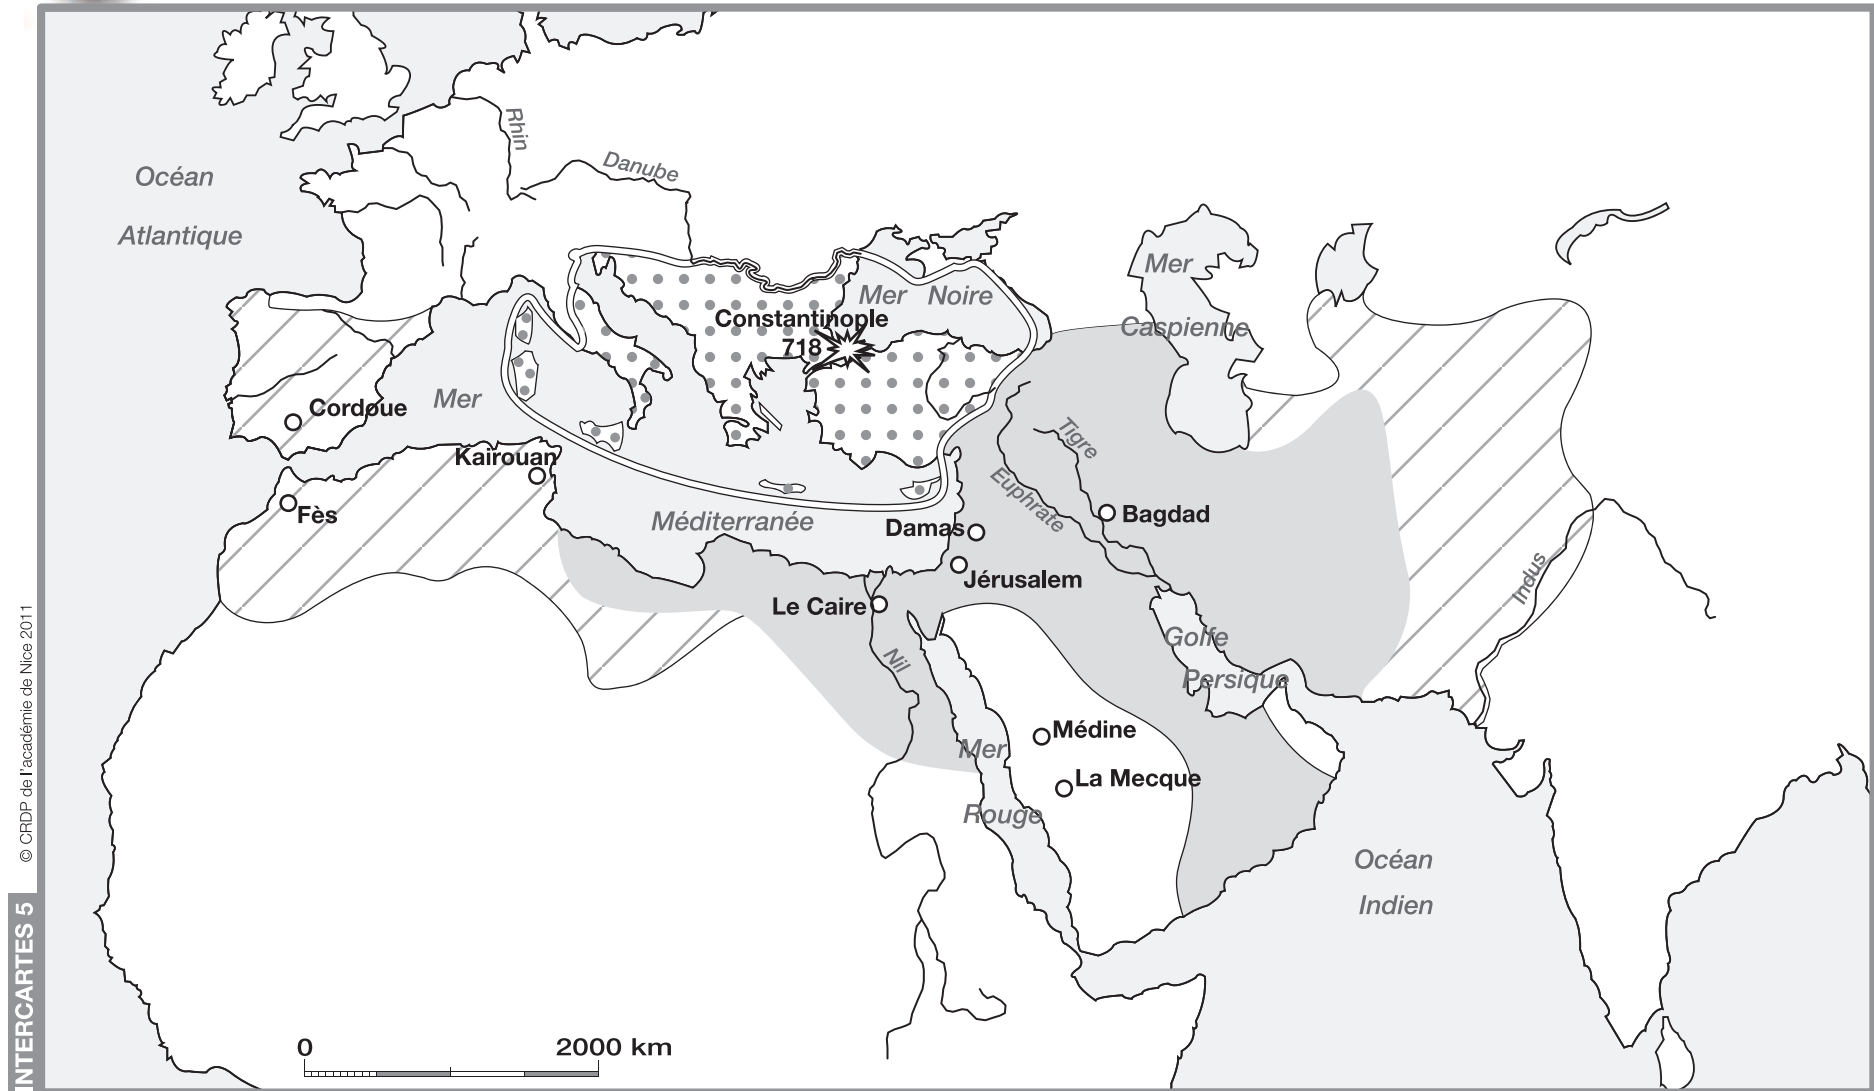 Océan
Atlantique
Rhin
Danube
Mer Noire
Constantinople
718
Mer
Caspienne
Cordoue
Mer
Méditerranée
Kairouan
Fès
Tigre
Euphrate
Bagdad
Damas
Jérusalem
Le Caire
Nil
Golfe
Persique
Indus
Médine
La Mecque
Mer
Rouge
Océan
Indien
0 2000 km
© CRDP de l'académie de Nice 2011
INTERCARTES 5